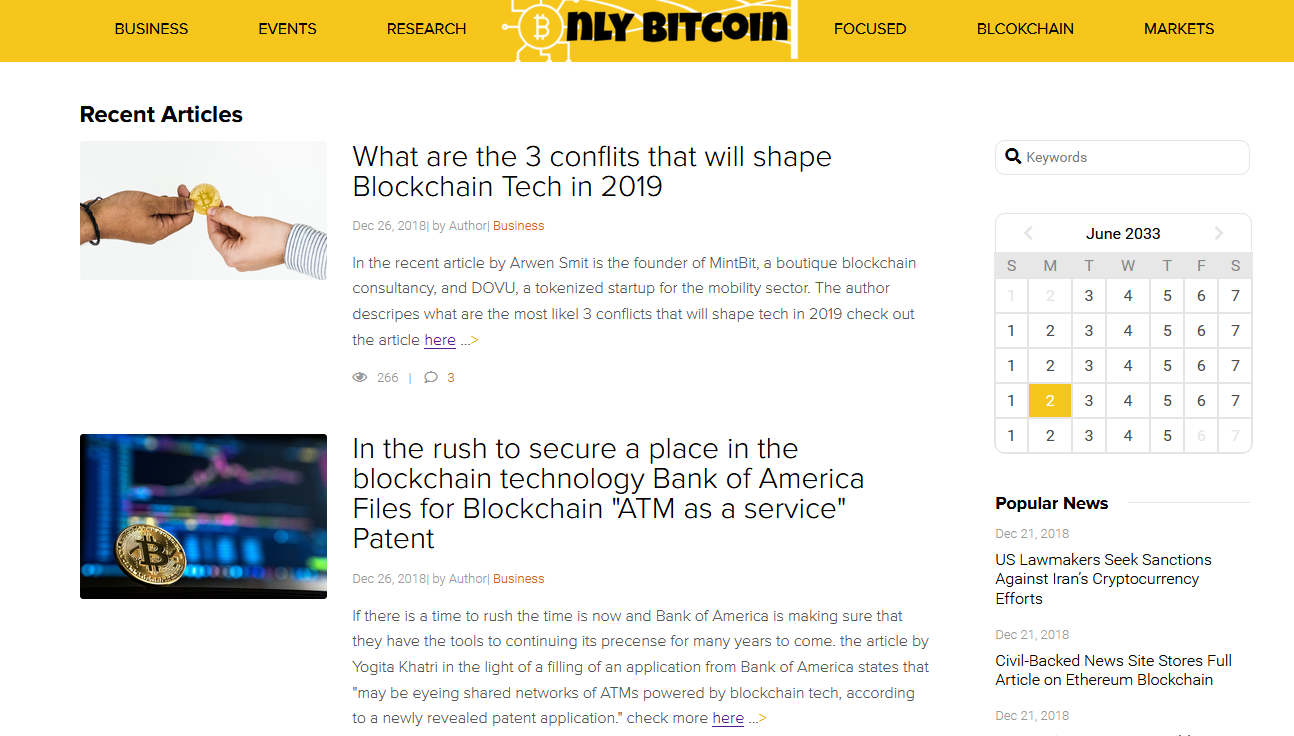 BUSINESS EVENTS RESEARCH NLY BITCOIN FOCUSED BLCOKCHAIN MARKETS
Recent Articles
What are the 3 conflits that will shape
Blockchain Tech in 2019
Dec 26, 2018| by Author| Business
In the recent article by Arwen Smit is the founder of MintBit, a boutique blockchain
consultancy, and DOVU, a tokenized startup for the mobility sector. The author
descripes what are the most likel 3 conflicts that will shape tech in 2019 check out
the article here ...>
266 | 3
In the rush to secure a place in the
blockchain technology Bank of America
Files for Blockchain "ATM as a service"
Patent
Dec 26, 2018| by Author| Business
If there is a time to rush the time is now and Bank of America is making sure that
they have the tools to continuing its precense for many years to come. the article by
Yogita Khatri in the light of a filling of an application from Bank of America states that
"may be eyeing shared networks of ATMs powered by blockchain tech, according
to a newly revealed patent application." check more here ...>
Keywords
June 2033
S M T W T F S
1 2 3 4 5 6 7
1 2 3 4 5 6 7
1 2 3 4 5 6 7
1 2 3 4 5 6 7
1 2 3 4 5 6 7
Popular News
Dec 21, 2018
US Lawmakers Seek Sanctions
Against Iran's Cryptocurrency
Efforts
Dec 21, 2018
Civil-Backed News Site Stores Full
Article on Ethereum Blockchain
Dec 21, 2018